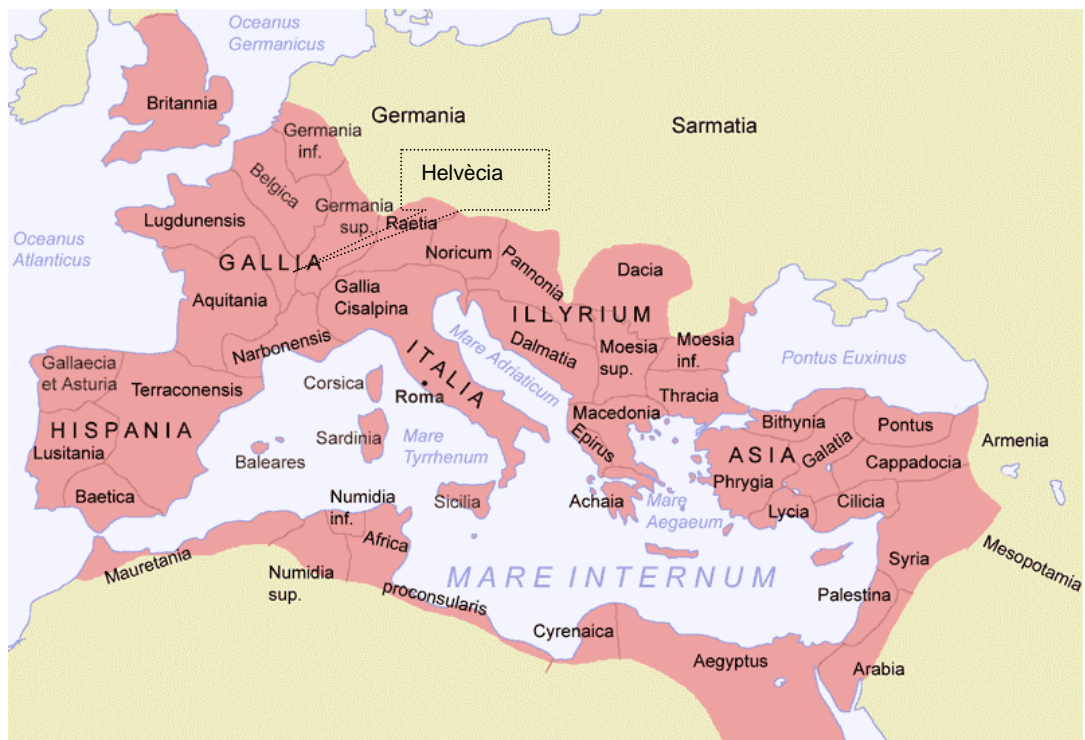 Oceanus
Germanicus
Britannia
Germania
Sarmatia
Germania
inf.
Helvècia
Belgica
Germania
sup.
Lugdunensis
Raetia
Oceanus
Atlanticus
GALLIA
Noricum
Pannonia
Dacia
Aquitania
Gallia
Cisalpina
ILLYRIUM
Narbonensis
Mare Adriaticum
Dalmatia
Moesia
sup.
Moesia
inf.
Pontus Euxinus
Gallaecia
et Asturia
Terraconensis
Corsica
ITALIA
Roma
Thracia
HISPANIA
Lusitania
Sardinia
Mare
Tyrrhenum
Macedonia
Epirus
Bithynia
Galatia
Pontus
Armenia
Baleares
ASIA
Phrygia
Cappadocia
Baetica
Numidia
inf.
Sicilia
Achaia
Mare
Aegaeum
Lycia
Cilicia
Mauretania
Africa
proconsularis
Numidia
sup.
MARE INTERNUM
Syria
Mesopotamia
Palestina
Cyrenaica
Aegyptus
Arabia